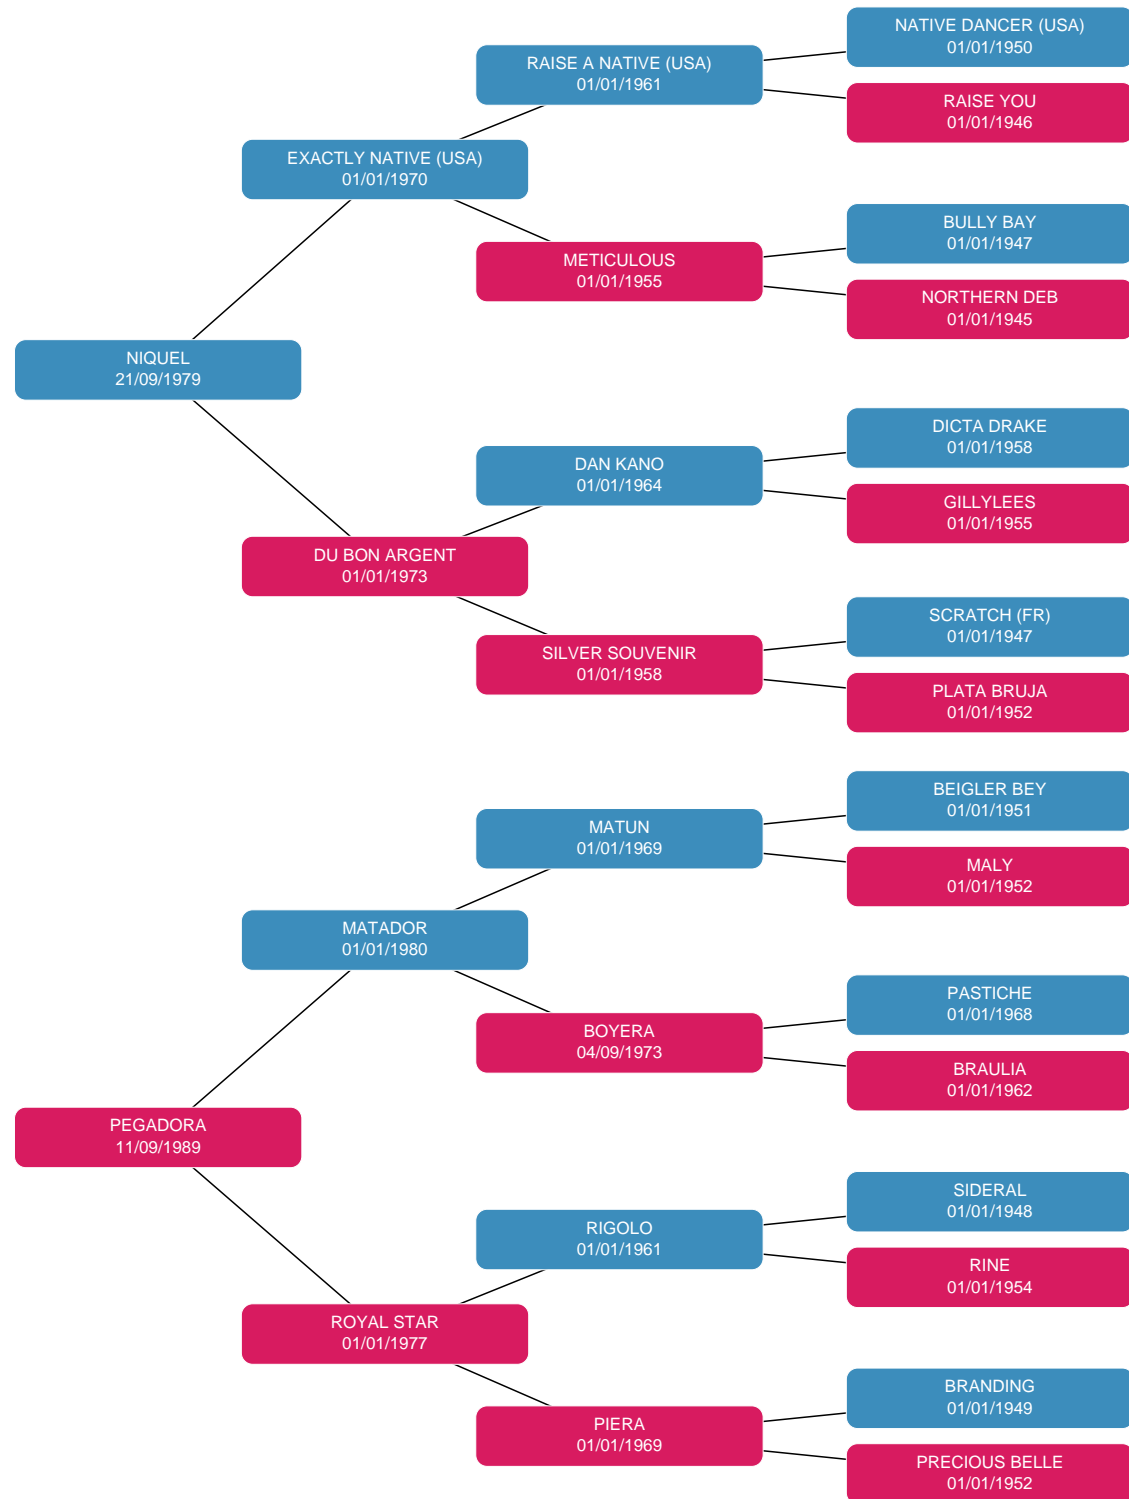 NATIVE DANCER (USA)
01/01/1950
RAISE A NATIVE (USA)
01/01/1961
RAISE YOU
01/01/1946
EXACTLY NATIVE (USA)
01/01/1970
BULLY BAY
01/01/1947
METICULOUS
01/01/1955
NORTHERN DEB
01/01/1945
NIQUEL
21/09/1979
DICTA DRAKE
01/01/1958
DAN KANO
01/01/1964
GILLYLEES
01/01/1955
DU BON ARGENT
01/01/1973
SCRATCH (FR)
01/01/1947
SILVER SOUVENIR
01/01/1958
PLATA BRUJA
01/01/1952
BEIGLER BEY
01/01/1951
MATUN
01/01/1969
MALY
01/01/1952
MATADOR
01/01/1980
PASTICHE
01/01/1968
BOYERA
04/09/1973
BRAULIA
01/01/1962
PEGADORA
11/09/1989
SIDERAL
01/01/1948
RIGOLO
01/01/1961
RINE
01/01/1954
ROYAL STAR
01/01/1977
BRANDING
01/01/1949
PIERA
01/01/1969
PRECIOUS BELLE
01/01/1952